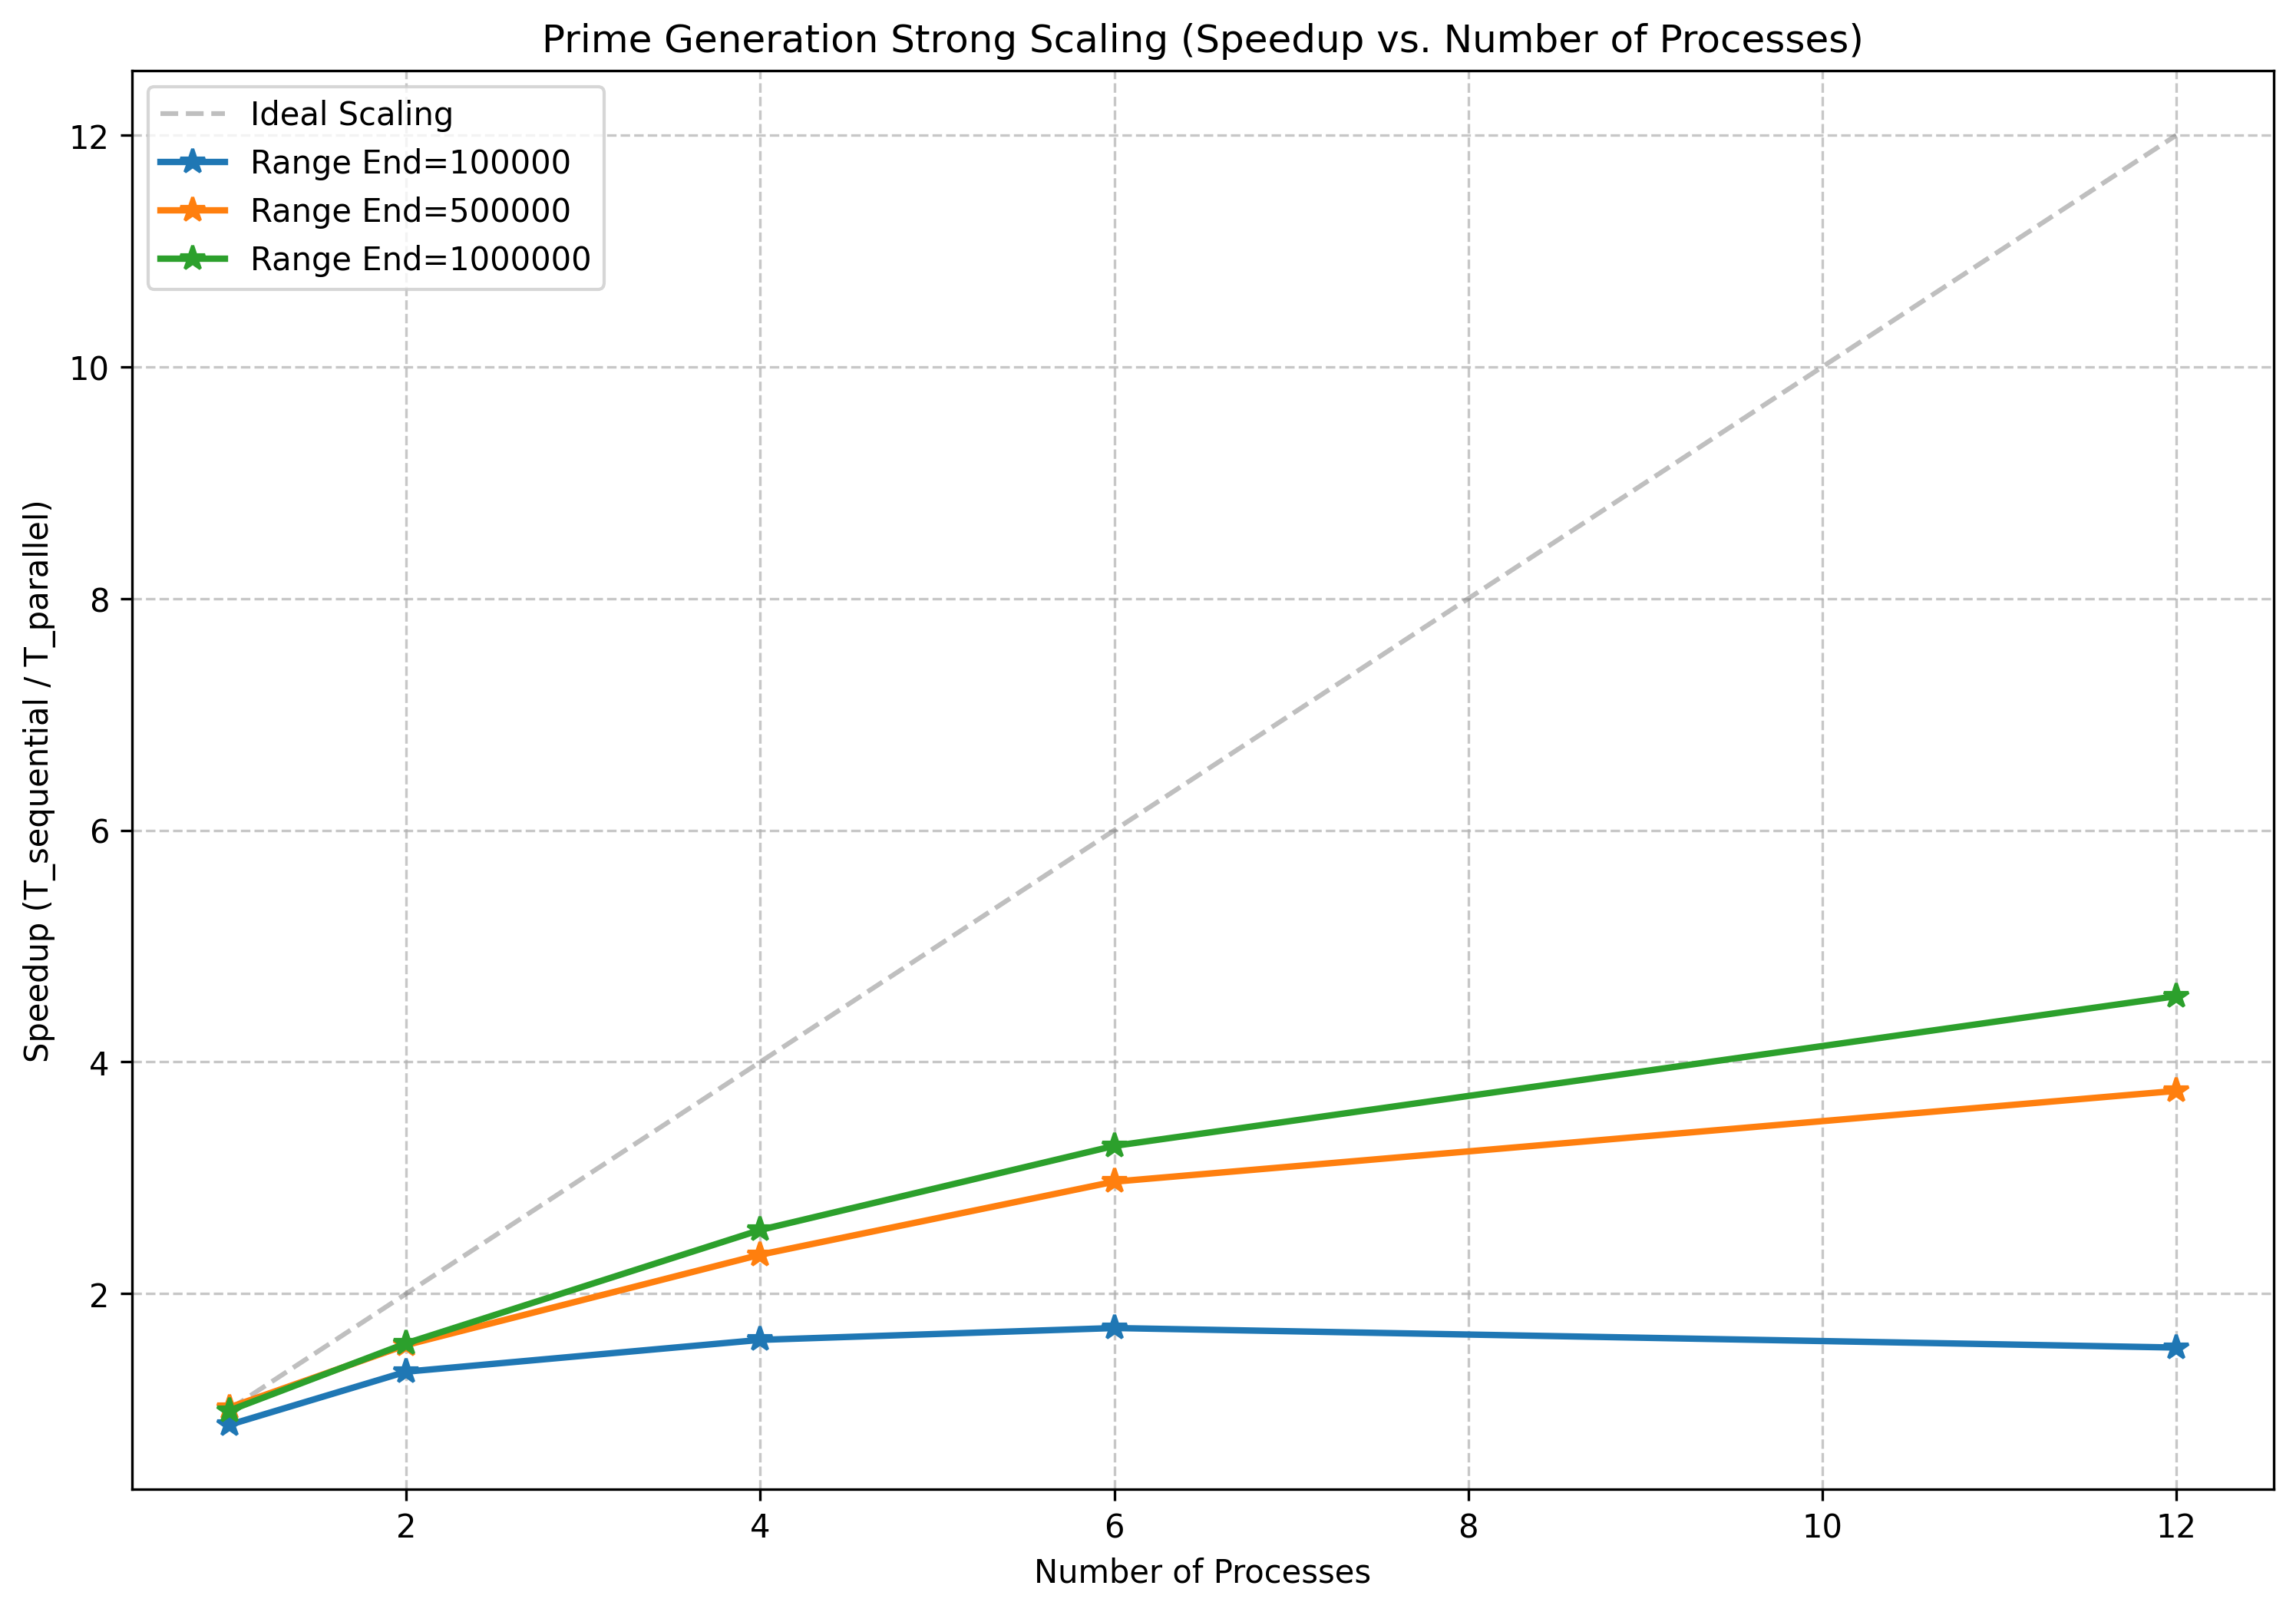 Prime Generation Strong Scaling (Speedup vs. Number of Processes)
Ideal Scaling
Range End=100000
Range End=500000
Range End=1000000
Speedup (T_sequential / T_parallel)
12
10
8
6
4
2
2 4 6 8 10 12
Number of Processes